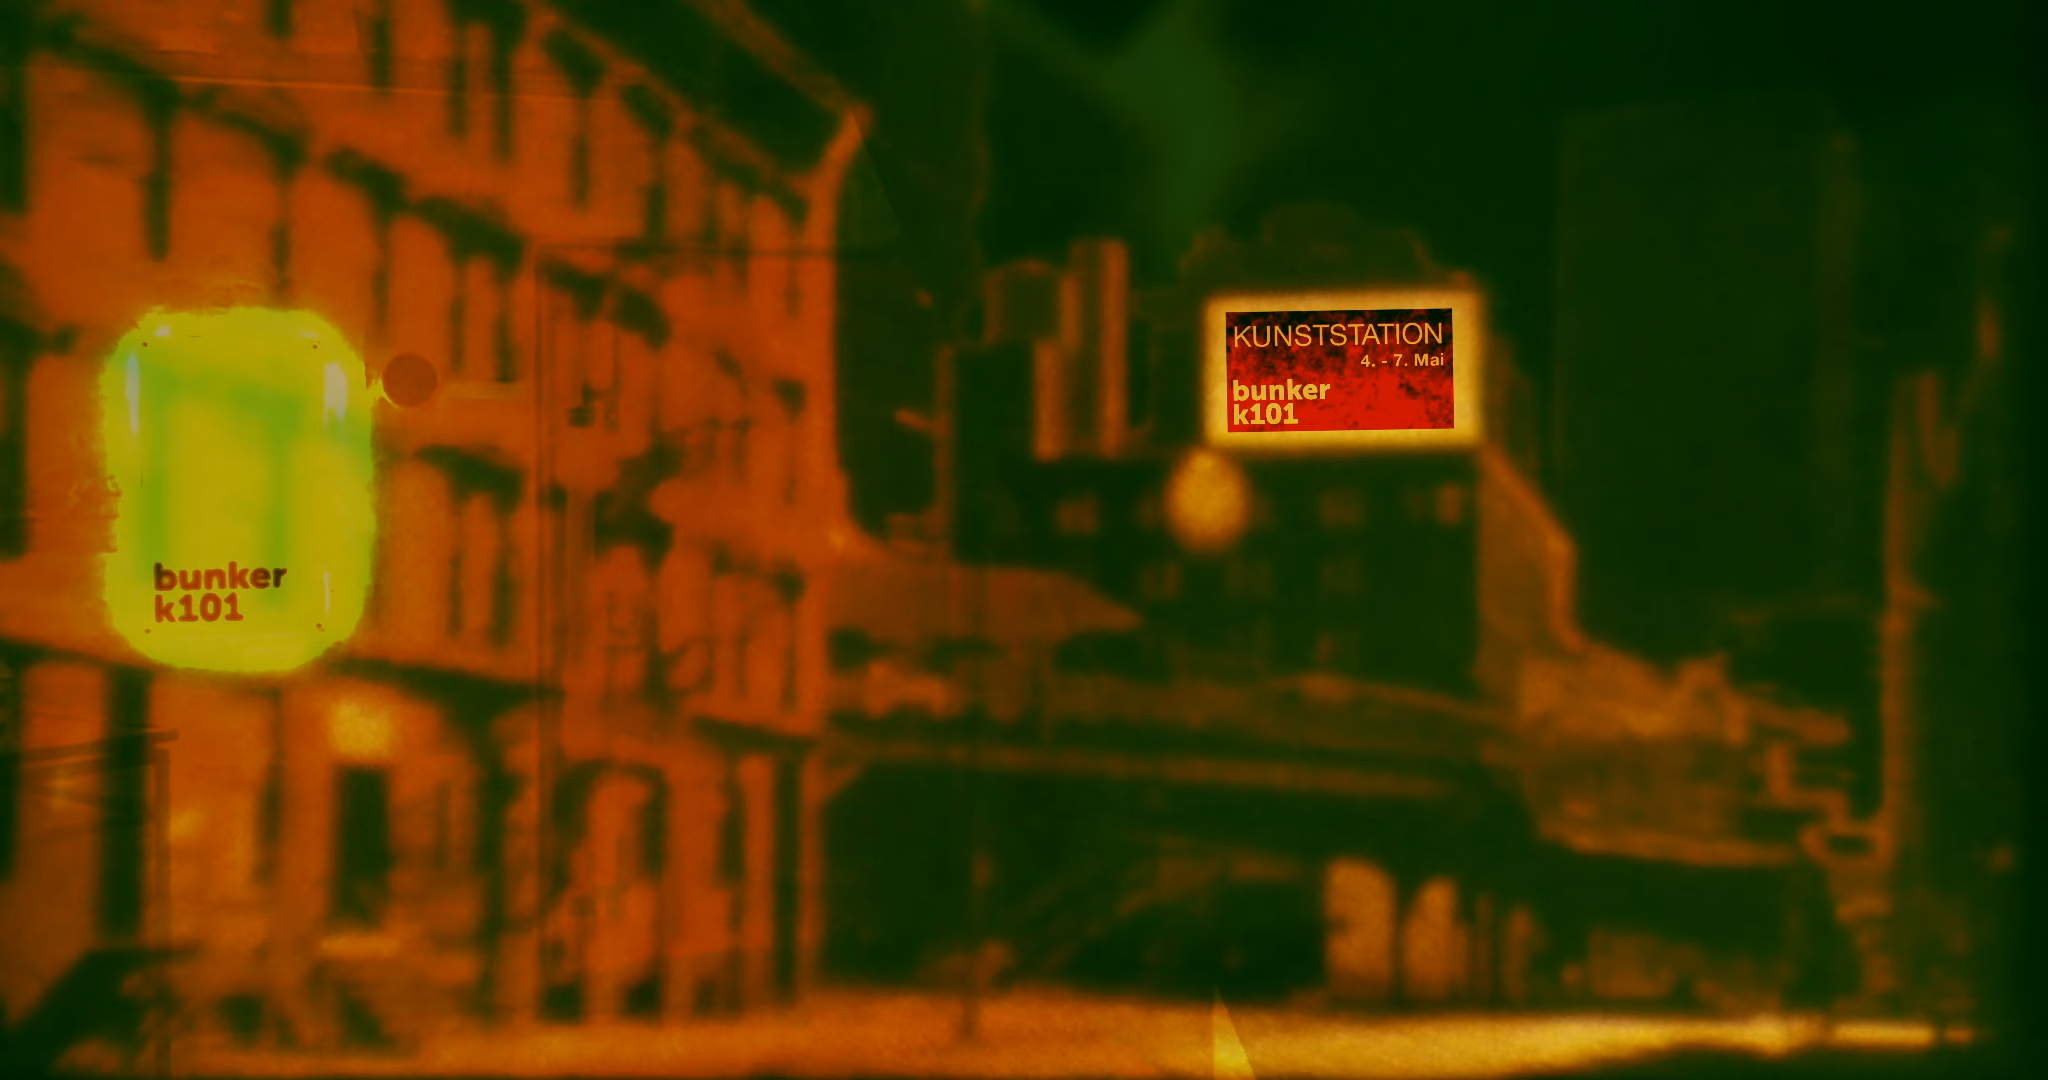 KUNSTSTATION
4. - 7. Mai
bunker
k101
bunker
k101